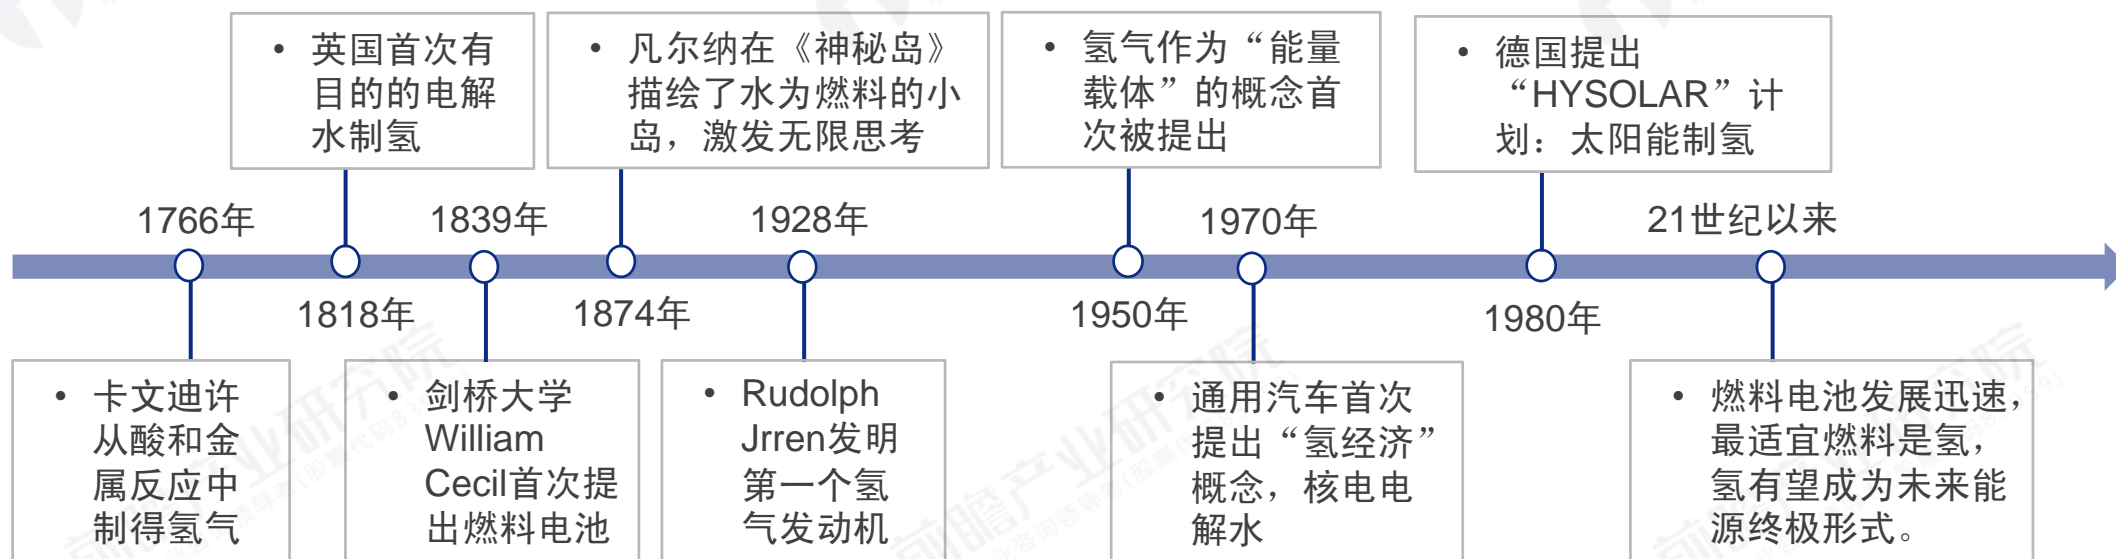 • 英国首次有
目的的电解
水制氢
• 凡尔纳在《神秘岛》
描绘了水为燃料的小
岛，激发无限思考
• 氢气作为“能量
载体”的概念首
次被提出
• 德国提出
“HYSOLAR”计
划：太阳能制氢
1766年
1839年
1928年
1970年
21世纪以来
1818年
1874年
1950年
1980年
• 卡文迪许
从酸和金
属反应中
制得氢气
• 剑桥大学
William
Cecil首次提
出燃料电池
• Rudolph
Jrren发明
第一个氢
气发动机
• 通用汽车首次
提出“氢经济”
概念，核电电
解水
• 燃料电池发展迅速，
最适宜燃料是氢，
氢有望成为未来能
源终极形式。
前瞻产业研究院